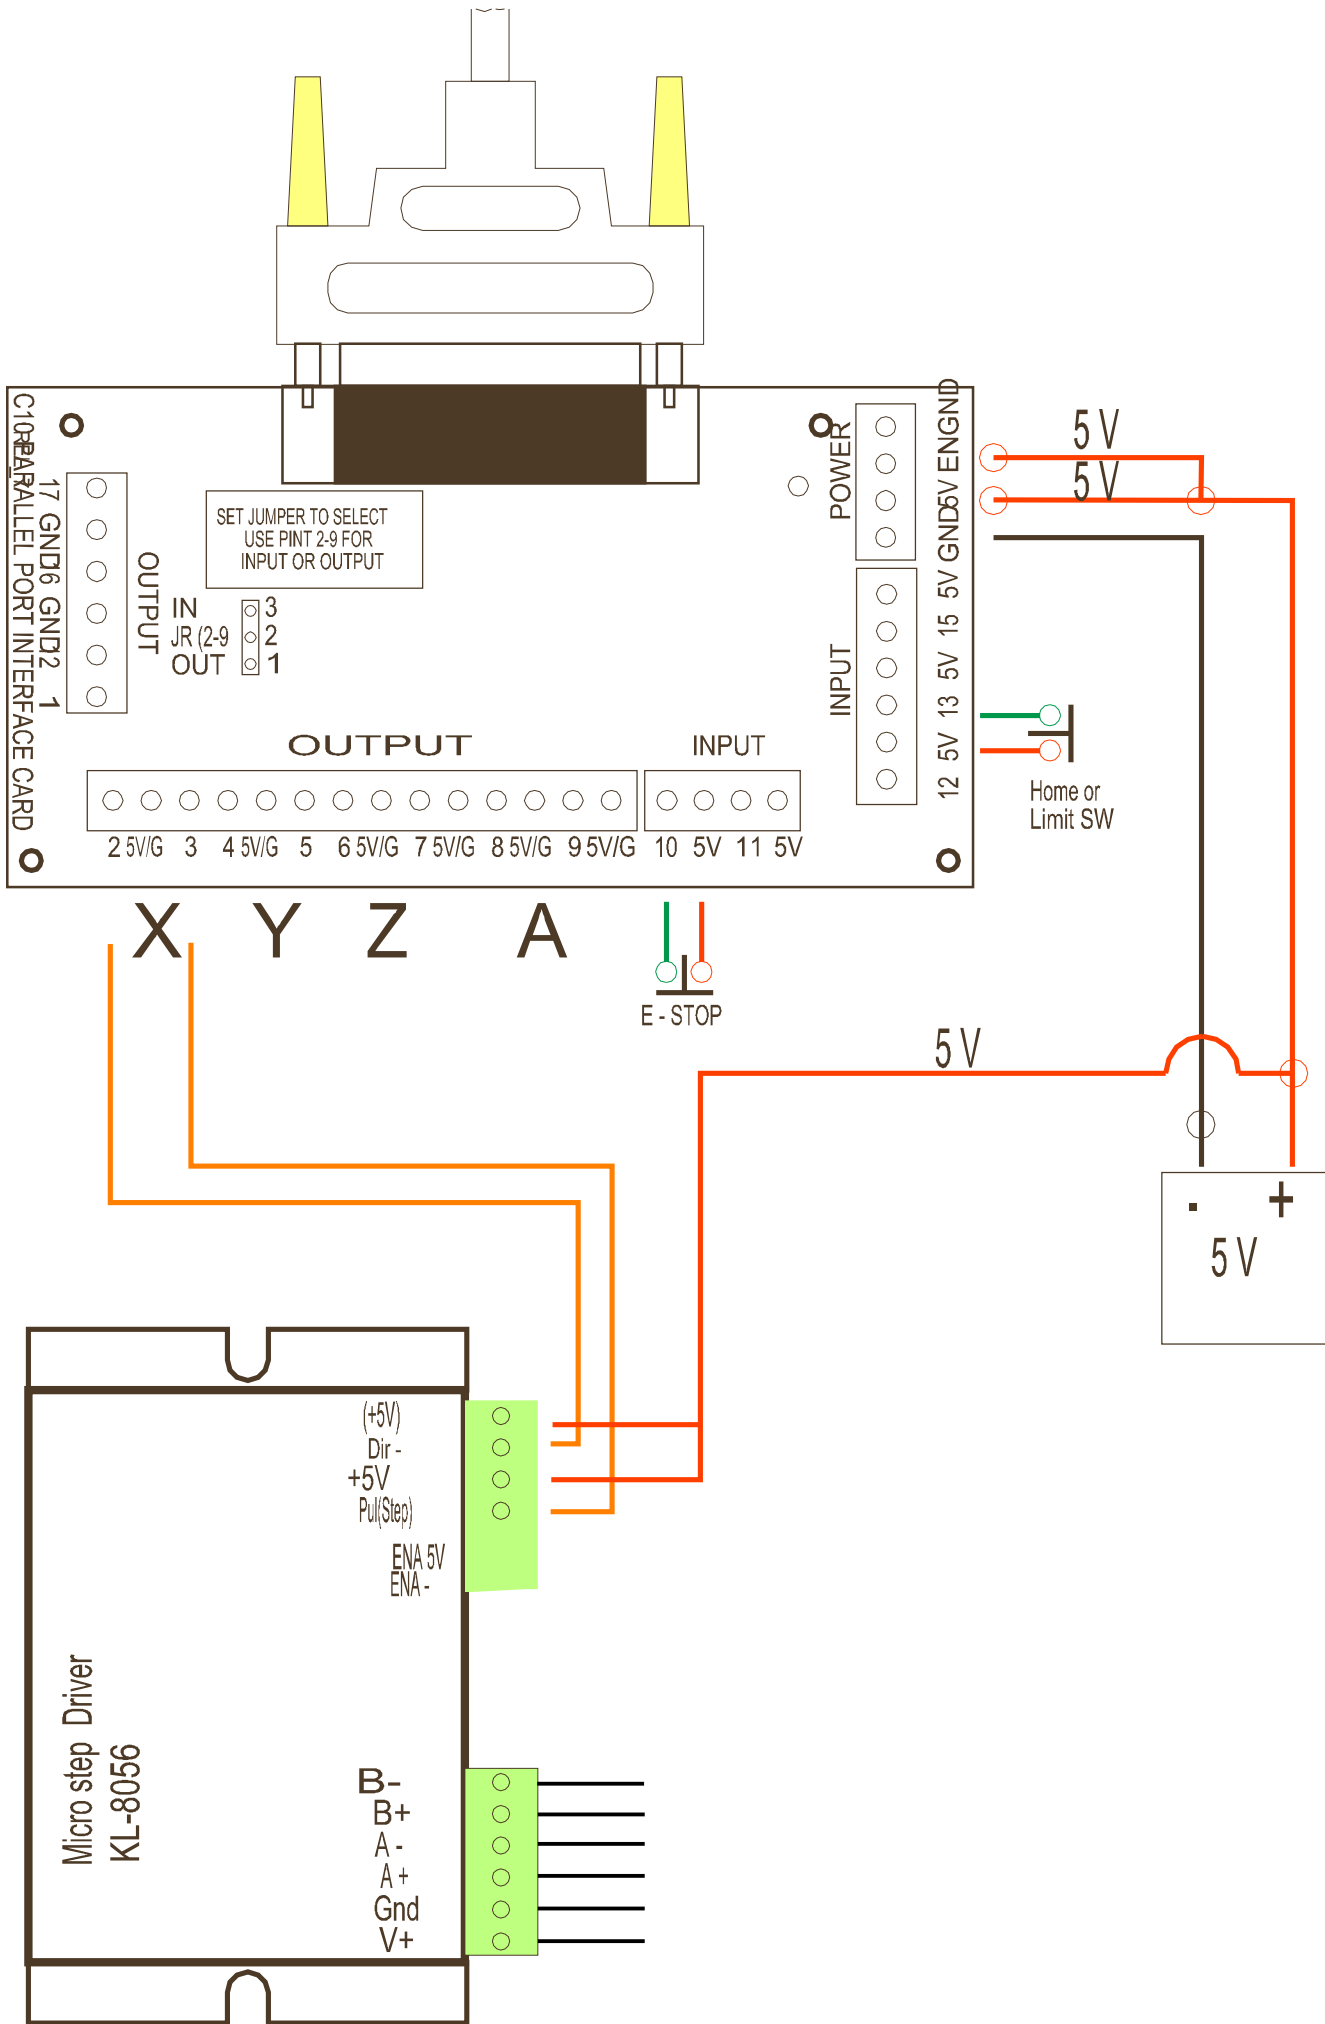 C10 PARALLEL PORT INTERFACE CARD
17 GND 16 GND 12 1
OUTPUT
SET JUMPER TO SELECT
USE PINT 2-9 FOR
INPUT OR OUTPUT
IN 3
JR (2-9 2
OUT 1
POWER
GND 5V EN GND
5 V
5 V
INPUT
12 5V 13 5V 15 5V
Home or
Limit SW
OUTPUT
INPUT
2 5V/G 3 4 5V/G 5 6 5V/G 7 5V/G 8 5V/G 9 5V/G 10 5V 11 5V
X Y Z A
E - STOP
5 V
- +
5 V
(+5V)
Dir -
+5V
Pul(Step)
ENA 5V
ENA -
Micro step Driver
KL-8056
B-
B+
A -
A +
Gnd
V+